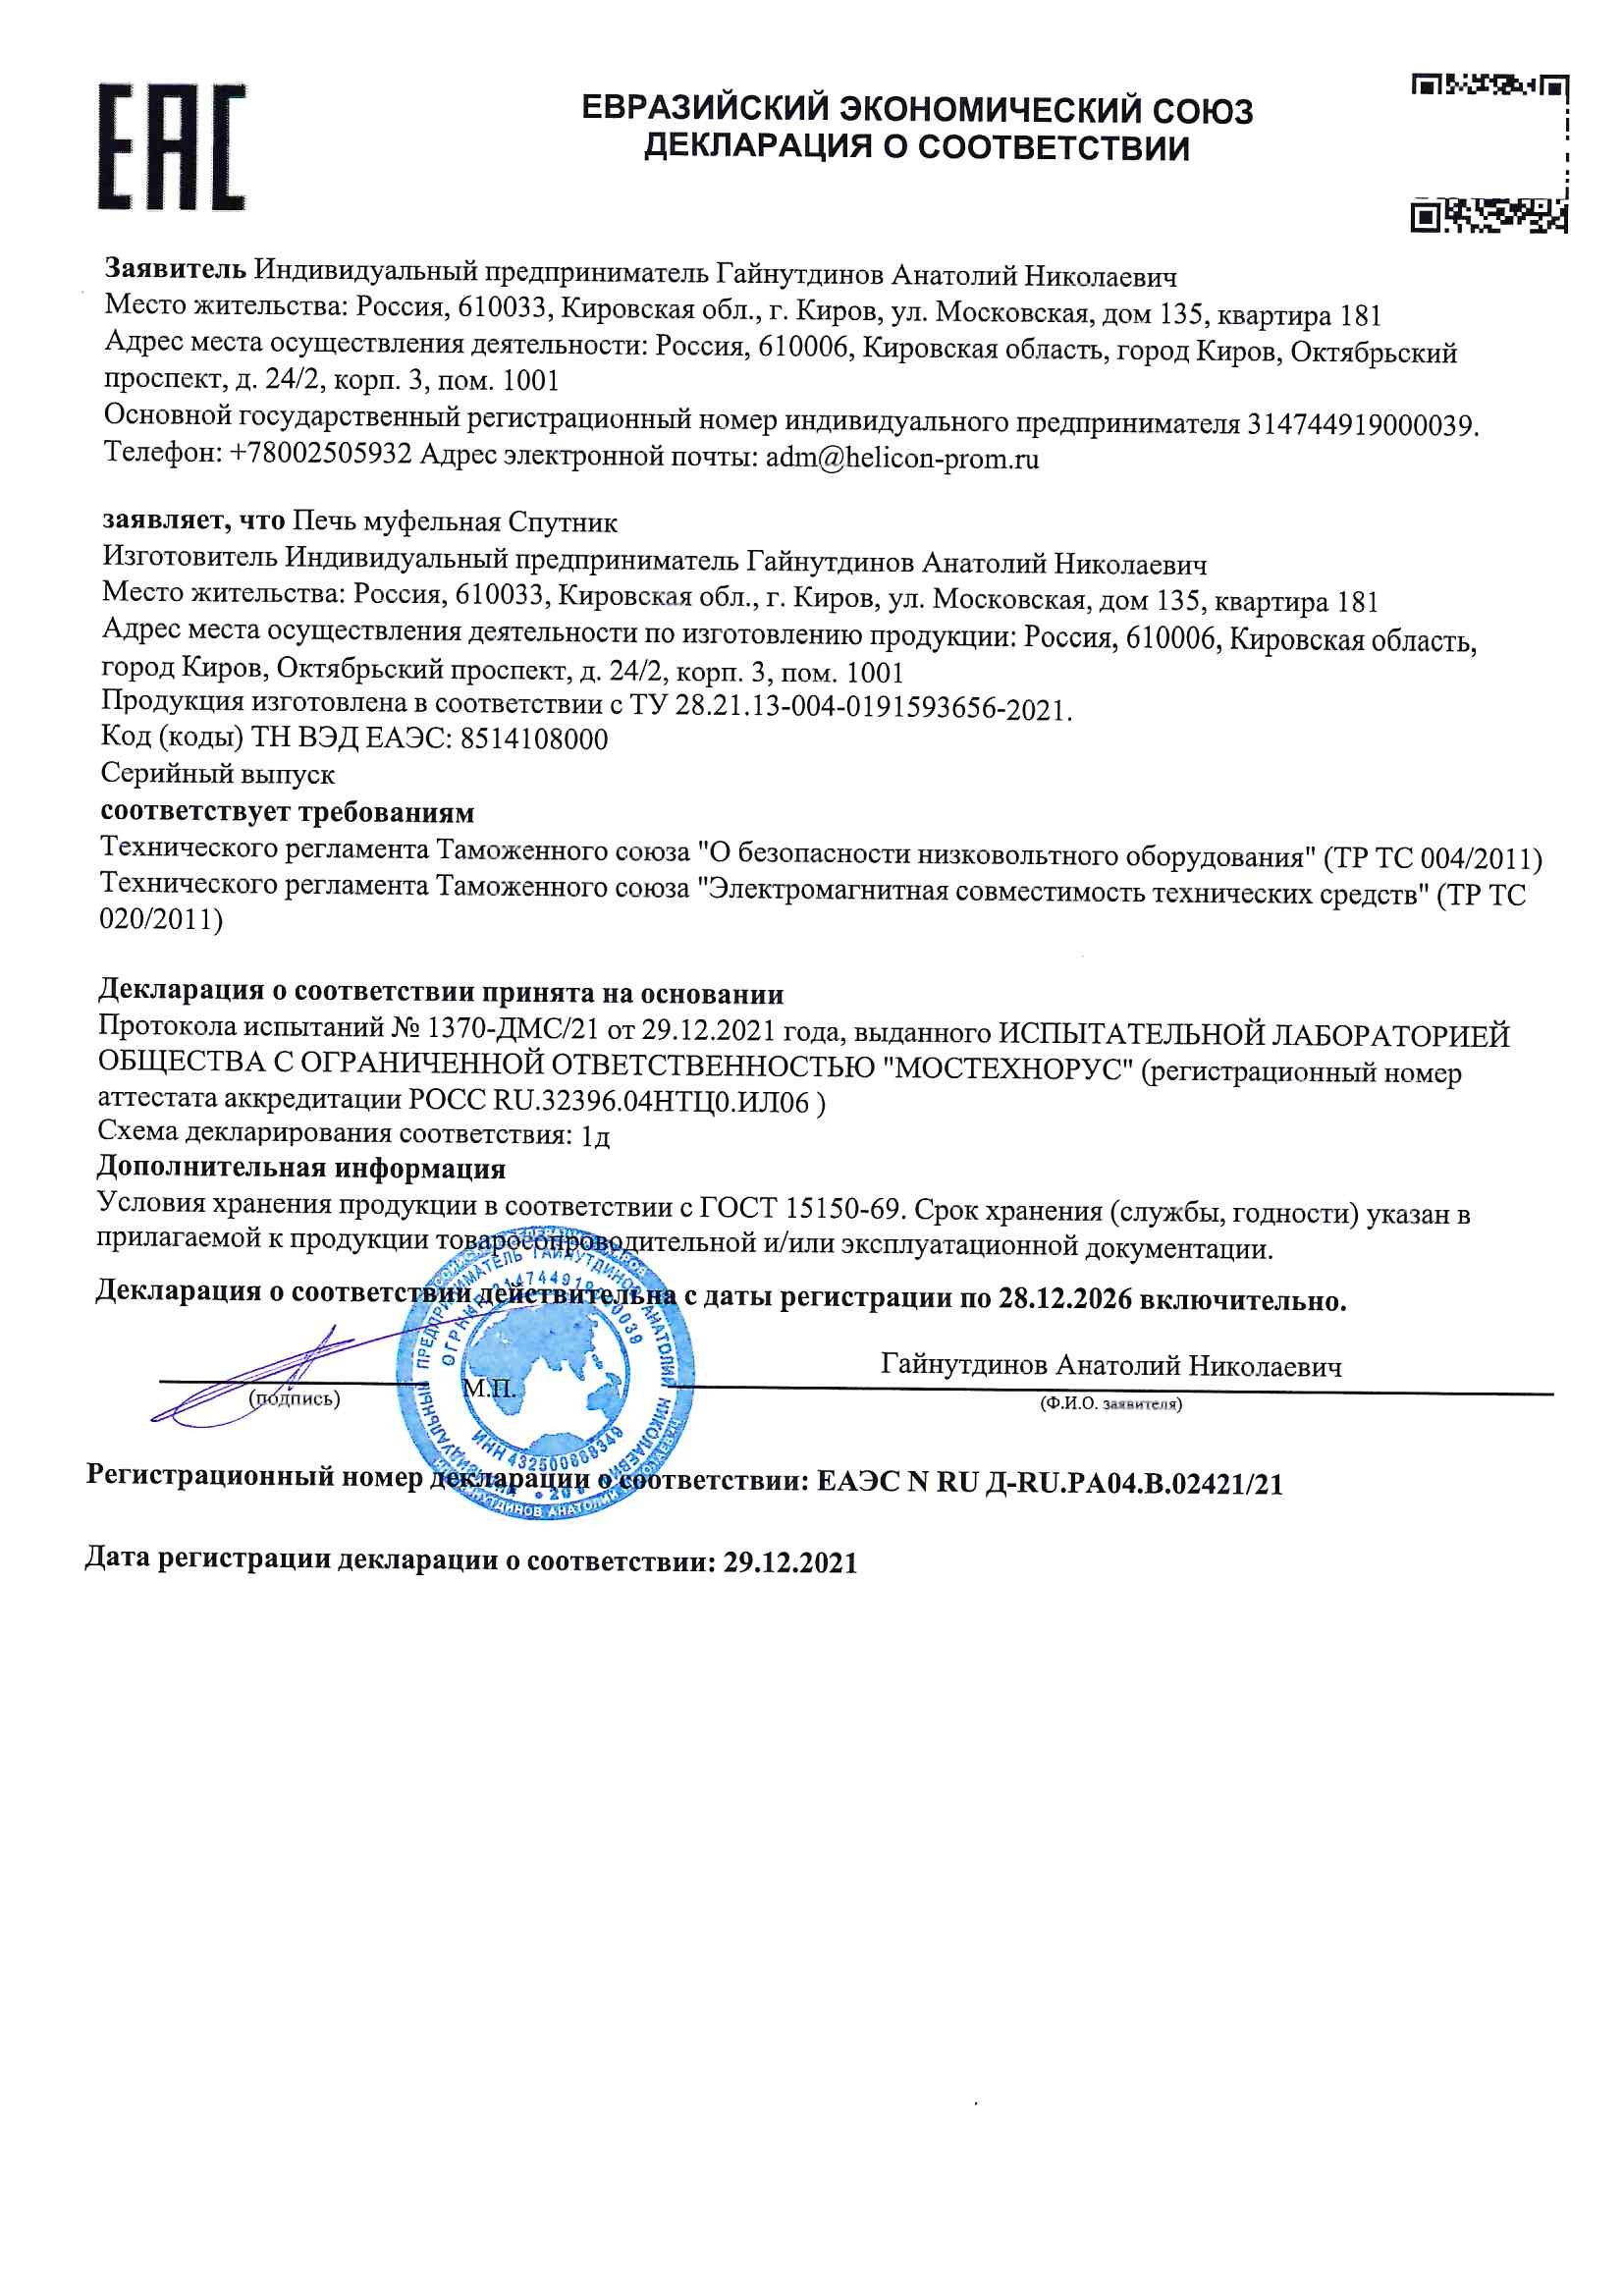 ЕАС
ЕВРАЗИЙСКИЙ ЭКОНОМИЧЕСКИЙ СОЮЗ
ДЕКЛАРАЦИЯ О СООТВЕТСТВИИ
Заявитель Индивидуальный предприниматель Гайнутдинов Анатолий Николаевич
Место жительства: Россия, 610033, Кировская обл., г. Киров, ул. Московская, дом 135, квартира 181
Адрес места осуществления деятельности: Россия, 610006, Кировская область, город Киров, Октябрьский
проспект, д. 24/2, корп. 3, пом. 1001
Основной государственный регистрационный номер индивидуального предпринимателя 314744919000039.
Телефон: +78002505932 Адрес электронной почты: adm@helicon-prom.ru
заявляет, что Печь муфельная Спутник
Изготовитель Индивидуальный предприниматель Гайнутдинов Анатолий Николаевич
Место жительства: Россия, 610033, Кировская обл., г. Киров, ул. Московская, дом 135, квартира 181
Адрес места осуществления деятельности по изготовлению продукции: Россия, 610006, Кировская область,
город Киров, Октябрьский проспект, д. 24/2, корп. 3, пом. 1001
Продукция изготовлена в соответствии с ТУ 28.21.13-004-0191593656-2021.
Код (коды) ТН ВЭД ЕАЭС: 8514108000
Серийный выпуск
соответствует требованиям
Технического регламента Таможенного союза "О безопасности низковольтного оборудования" (ТР ТС 004/2011)
Технического регламента Таможенного союза "Электромагнитная совместимость технических средств" (ТР ТС
020/2011)
Декларация о соответствии принята на основании
Протокола испытаний № 1370-ДМС/21 от 29.12.2021 года, выданного ИСПЫТАТЕЛЬНОЙ ЛАБОРАТОРИЕЙ
ОБЩЕСТВА С ОГРАНИЧЕННОЙ ОТВЕТСТВЕННОСТЬЮ "МОСТЕХНОРУС" (регистрационный номер
аттестата аккредитации РОСС RU.32396.04НТЦ0.ИЛ06 )
Схема декларирования соответствия: 1д
Дополнительная информация
Условия хранения продукции в соответствии с ГОСТ 15150-69. Срок хранения (службы, годности) указан в
прилагаемой к продукции товаросопроводительной и/или эксплуатационной документации.
Декларация о соответствии действительна с даты регистрации по 28.12.2026 включительно.
ИНДИВИДУАЛЬНЫЙ ПРЕДПРИНИМАТЕЛЬ ГАЙНУТДИНОВ АНАТОЛИЙ НИКОЛАЕВИЧ
ОГРНИП 314744919000039
Гайнутдинов Анатолий Николаевич
М.П.
(подпись)
(Ф.И.О. заявителя)
Регистрационный номер декларации о соответствии: ЕАЭС N RU Д-RU.РА04.В.02421/21
Дата регистрации декларации о соответствии: 29.12.2021